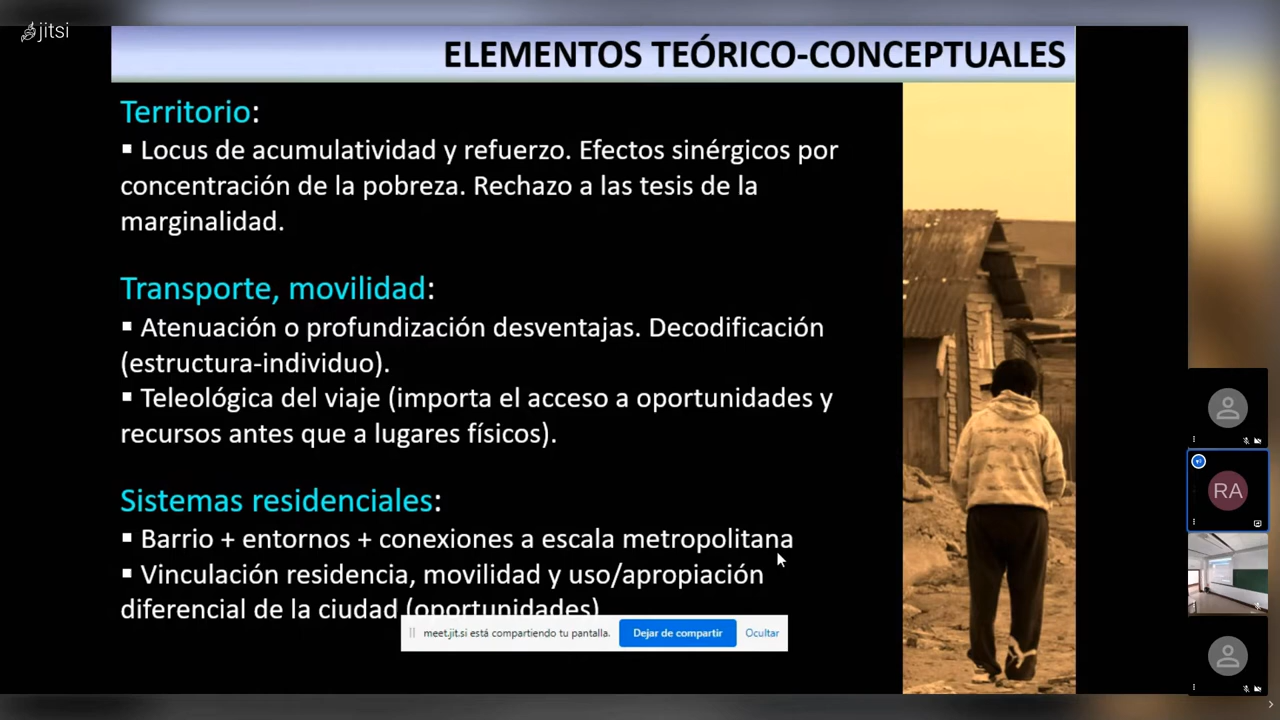 jitsi
ELEMENTOS TEÓRICO-CONCEPTUALES
Territorio:
▪ Locus de acumulatividad y refuerzo. Efectos sinérgicos por
concentración de la pobreza. Rechazo a las tesis de la
marginalidad.
Transporte, movilidad:
▪ Atenuación o profundización desventajas. Decodificación
(estructura-individuo).
▪ Teleológica del viaje (importa el acceso a oportunidades y
recursos antes que a lugares físicos).
Sistemas residenciales:
▪ Barrio + entornos + conexiones a escala metropolitana
▪ Vinculación residencia, movilidad y uso/apropiación
diferencial de la ciudad (oportunidades)
meet.jit.si está compartiendo tu pantalla. Dejar de compartir Ocultar
RA